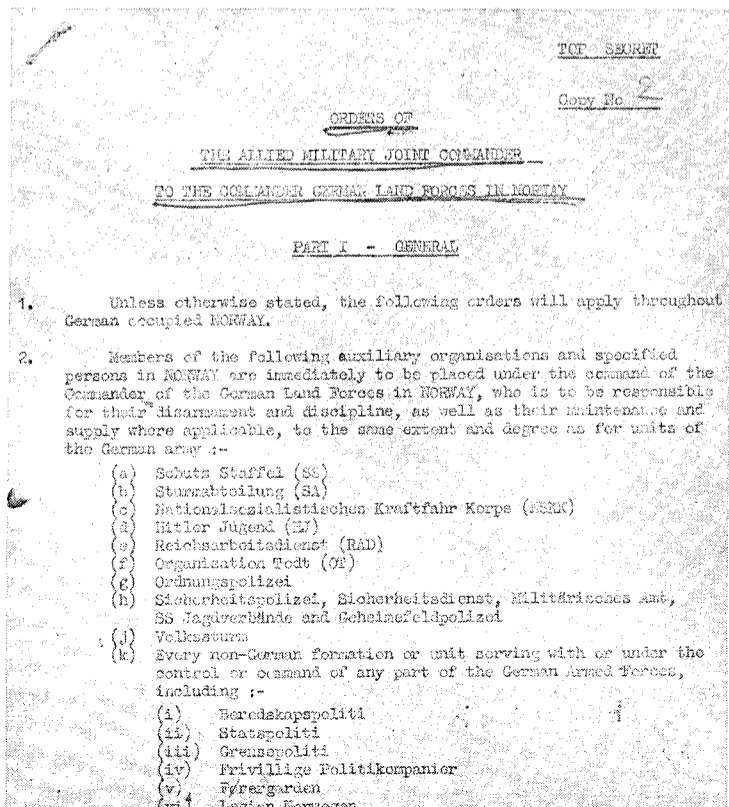 TOP SECRET
Copy No 2
ORDERS OF
THE ALLIED MILITARY JOINT COMMANDER
TO THE COMMANDER GERMAN LAND FORCES IN NORWAY
PART I - GENERAL
1. Unless otherwise stated, the following orders will apply throughout
German occupied NORWAY.
2. Members of the following auxiliary organisations and specified
persons in NORWAY are immediately to be placed under the command of the
Commander of the German Land Forces in NORWAY, who is to be responsible
for their disarmament and discipline, as well as their maintenance and
supply where applicable, to the same extent and degree as for units of
the German army :-
(a) Schutz Staffel (SS)
(b) Sturmabteilung (SA)
(c) Nationalsozialistisches Kraftfahr Korps (NSKK)
(d) Hitler Jugend (HJ)
(e) Reichsarbeitsdienst (RAD)
(f) Organisation Todt (OT)
(g) Ordnungspolizei
(h) Sicherheitspolizei, Sicherheitsdienst, Militärisches Amt,
SS Jagdverbände and Geheimefeldpolizei
(j) Volkssturm
(k) Every non-German formation or unit serving with or under the
control or command of any part of the German Armed Forces,
including :-
(i) Beredskapspoliti
(ii) Statspoliti
(iii) Grensepoliti
(iv) Frivillige Politikompanier
(v) Førergarden
(vi) Legion Norwegen